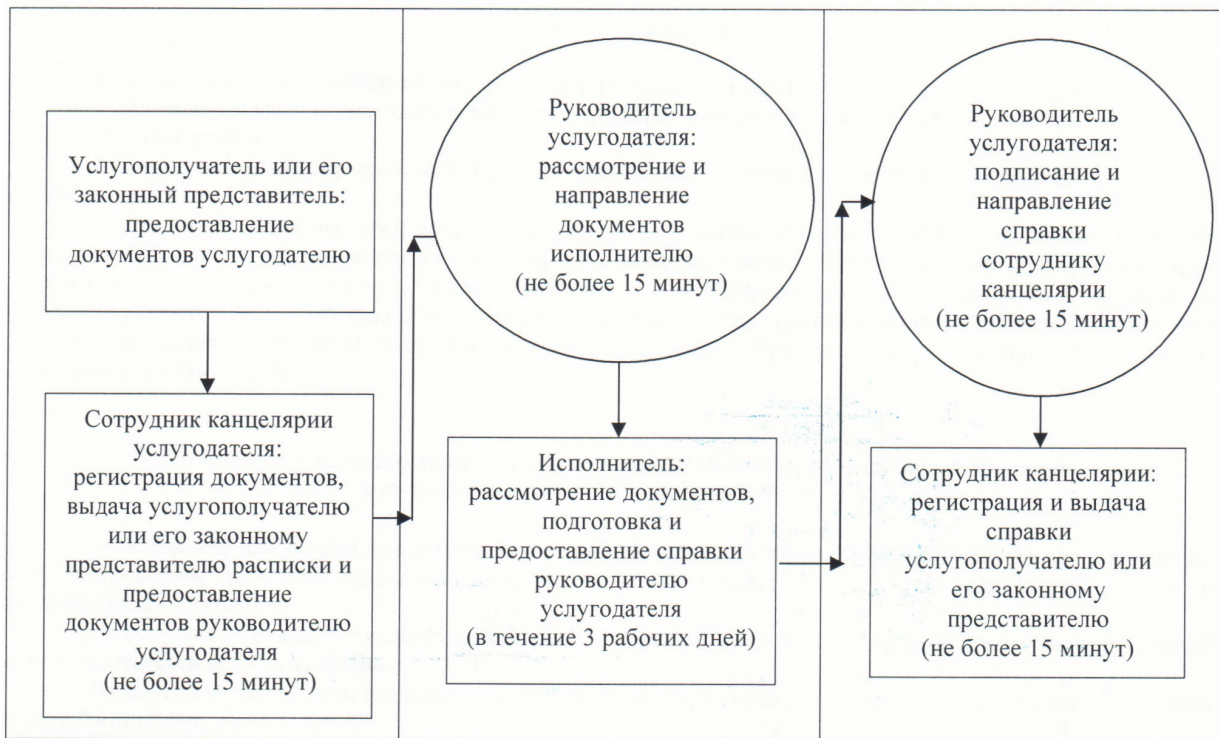 Услугополучатель или его
законный представитель:
предоставление
документов услугодателю
Сотрудник канцелярии
услугодателя:
регистрация документов,
выдача услугополучателю
или его законному
представителю расписки и
предоставление
документов руководителю
услугодателя
(не более 15 минут)
Руководитель
услугодателя:
рассмотрение и
направление
документов
исполнителю
(не более 15 минут)
Исполнитель:
рассмотрение документов,
подготовка и
предоставление справки
руководителю
услугодателя
(в течение 3 рабочих дней)
Руководитель
услугодателя:
подписание и
направление
справки
сотруднику
канцелярии
(не более 15 минут)
Сотрудник канцелярии:
регистрация и выдача
справки
услугополучателю или
его законному
представителю
(не более 15 минут)